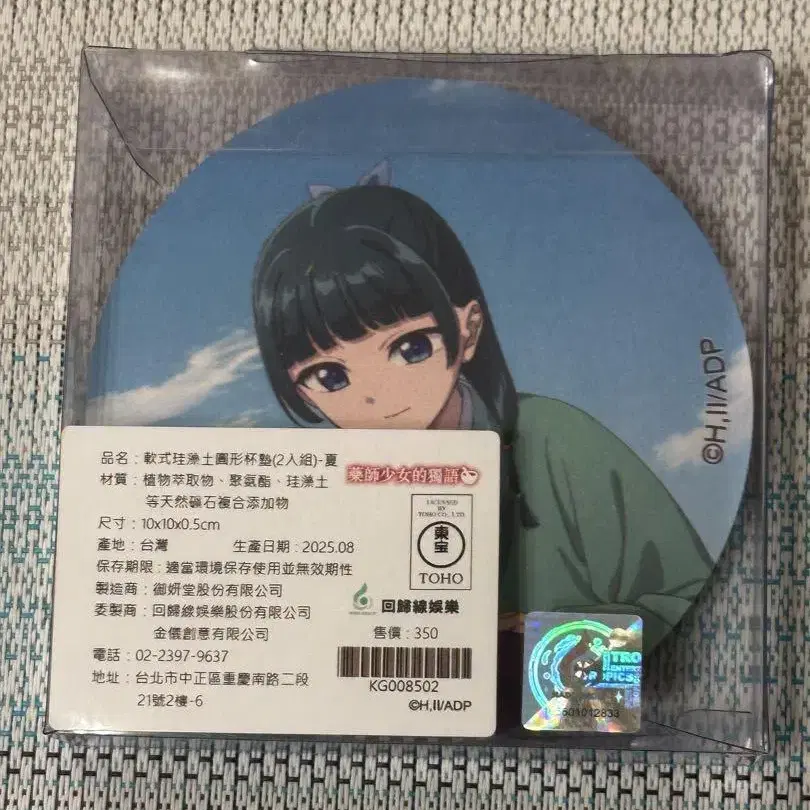 ©H,II/ADP
品名：軟式珪藻土圓形杯墊(2入組)-夏
藥師少女的獨語
材質：植物萃取物、聚氨酯、珪藻土
等天然礦石複合添加物
尺寸：10x10x0.5cm
產地：台灣 生產日期：2025.08
保存期限：適當環境保存使用並無效期性
製造商：御妍堂股份有限公司
委製商：回歸線娛樂股份有限公司
金儀創意有限公司
電話：02-2397-9637
地址：台北市中正區重慶南路二段
21號2樓-6
LICENSED
BY
TOHO CO., LTD.
東宝
TOHO
回歸線娛樂
售價：350
KG008502
©H,II/ADP
TRO
ENTER
ROPICS